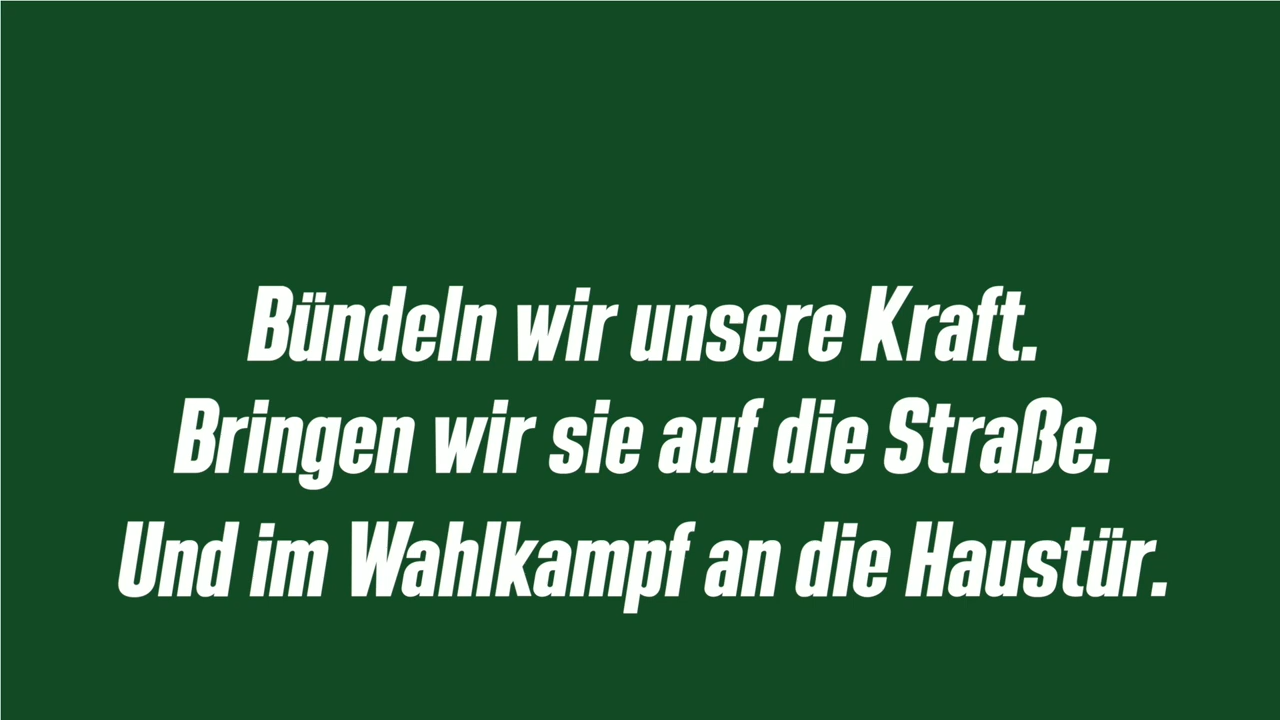 Bündeln wir unsere Kraft.
Bringen wir sie auf die Straße.
Und im Wahlkampf an die Haustür.